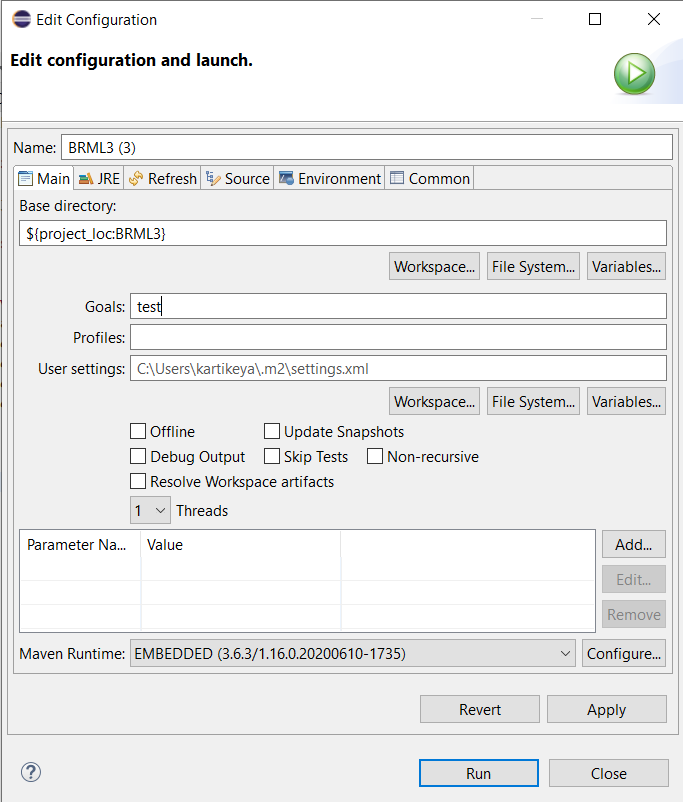 Edit Configuration
Edit configuration and launch.
Name: BRML3 (3)
Main JRE Refresh Source Environment Common
Base directory:
${project_loc:BRML3}
Workspace... File System... Variables...
Goals: test
Profiles:
User settings: C:\Users\kartikeya\.m2\settings.xml
Workspace... File System... Variables...
Offline Update Snapshots
Debug Output Skip Tests Non-recursive
Resolve Workspace artifacts
1 Threads
Parameter Na... Value Add...
Edit...
Remove
Maven Runtime: EMBEDDED (3.6.3/1.16.0.20200610-1735) Configure...
Revert Apply
? Run Close